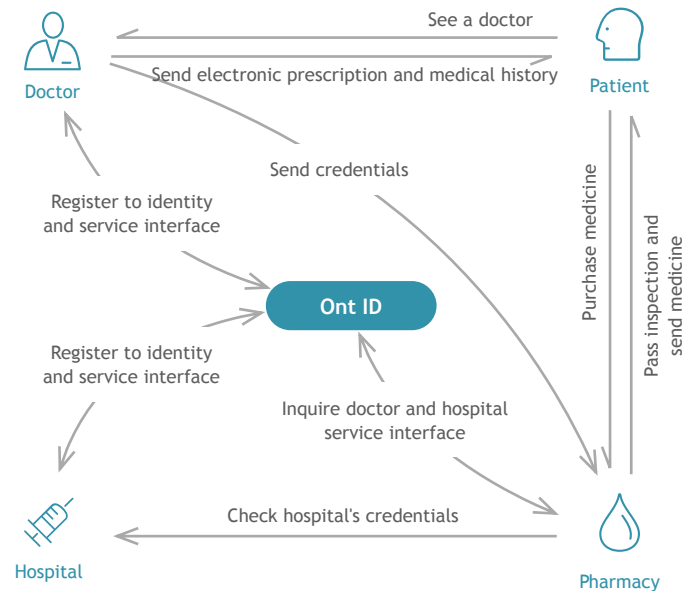 See a doctor
Send electronic prescription and medical history
Doctor
Patient
Send credentials
Register to identity
and service interface
Purchase medicine
Pass inspection and
send medicine
Ont ID
Register to identity
and service interface
Inquire doctor and hospital
service interface
Check hospital's credentials
Hospital
Pharmacy